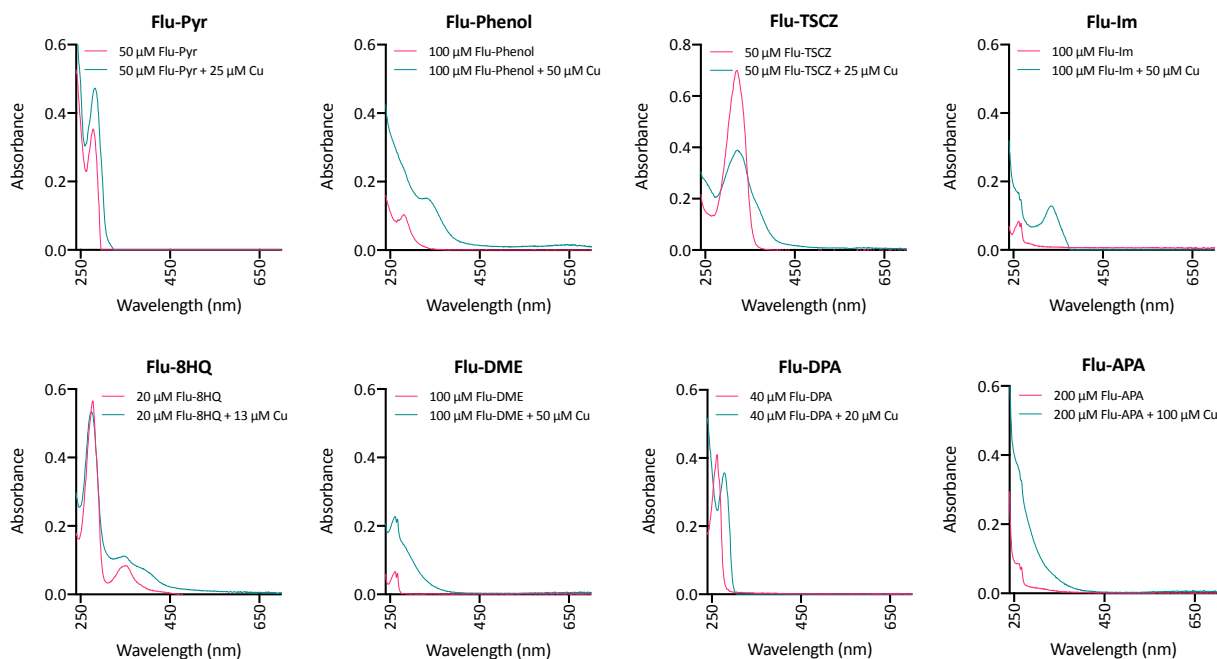 Flu-Pyr
50 µM Flu-Pyr
50 µM Flu-Pyr + 25 µM Cu
0.6
0.4
0.2
0.0
Absorbance
250
450
650
Wavelength (nm)
Flu-Phenol
100 µM Flu-Phenol
100 µM Flu-Phenol + 50 µM Cu
0.6
0.4
0.2
0.0
Absorbance
250
450
650
Wavelength (nm)
Flu-TSCZ
50 µM Flu-TSCZ
50 µM Flu-TSCZ + 25 µM Cu
0.8
0.6
0.4
0.2
0.0
Absorbance
250
450
650
Wavelength (nm)
Flu-Im
100 µM Flu-Im
100 µM Flu-Im + 50 µM Cu
0.6
0.4
0.2
0.0
Absorbance
250
450
650
Wavelength (nm)
Flu-8HQ
20 µM Flu-8HQ
20 µM Flu-8HQ + 13 µM Cu
0.6
0.4
0.2
0.0
Absorbance
250
450
650
Wavelength (nm)
Flu-DME
100 µM Flu-DME
100 µM Flu-DME + 50 µM Cu
0.6
0.4
0.2
0.0
Absorbance
250
450
650
Wavelength (nm)
Flu-DPA
40 µM Flu-DPA
40 µM Flu-DPA + 20 µM Cu
0.6
0.4
0.2
0.0
Absorbance
250
450
650
Wavelength (nm)
Flu-APA
200 µM Flu-APA
200 µM Flu-APA + 100 µM Cu
0.6
0.4
0.2
0.0
Absorbance
250
450
650
Wavelength (nm)